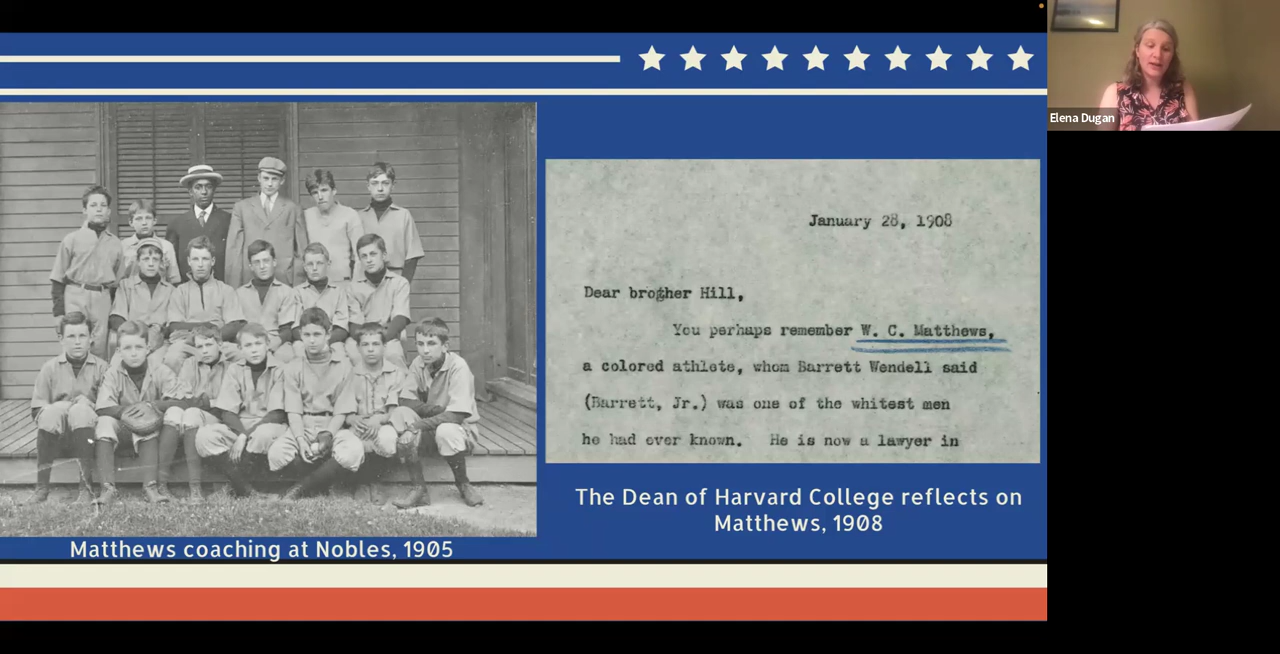 Elena Dugan
January 28, 1908
Dear brogher Hill,
You perhaps remember W. C. Matthews,
a colored athlete, whom Barrett Wendell said
(Barrett, Jr.) was one of the whitest men
he had ever known. He is now a lawyer in
The Dean of Harvard College reflects on
Matthews, 1908
Matthews coaching at Nobles, 1905